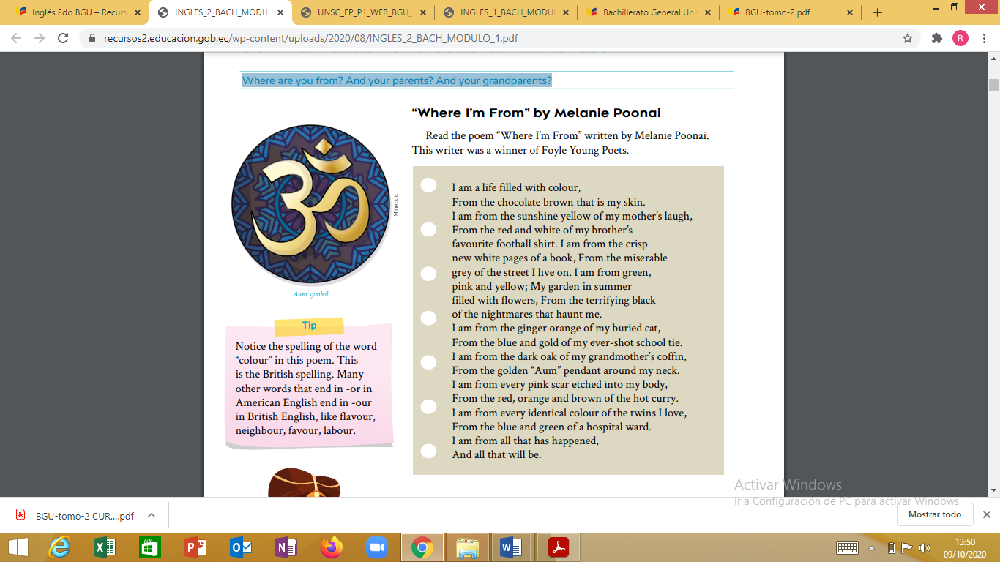 Inglés 2do BGU – Recurs
INGLES_2_BACH_MODUL
UNSC_FP_P1_WEB_BGU_
INGLES_1_BACH_MODUL
Bachillerato General Uni
BGU-tomo-2.pdf
recursos2.educacion.gob.ec/wp-content/uploads/2020/08/INGLES_2_BACH_MODULO_1.pdf
R
Where are you from? And your parents? And your grandparents?
“Where I’m From” by Melanie Poonai
Read the poem “Where I’m From” written by Melanie Poonai.
This writer was a winner of Foyle Young Poets.
Mineduc
Aum symbol
I am a life filled with colour,
From the chocolate brown that is my skin.
I am from the sunshine yellow of my mother’s laugh,
From the red and white of my brother’s
favourite football shirt. I am from the crisp
new white pages of a book, From the miserable
grey of the street I live on. I am from green,
pink and yellow; My garden in summer
filled with flowers, From the terrifying black
of the nightmares that haunt me.
I am from the ginger orange of my buried cat,
From the blue and gold of my ever-shot school tie.
I am from the dark oak of my grandmother’s coffin,
From the golden “Aum” pendant around my neck.
I am from every pink scar etched into my body,
From the red, orange and brown of the hot curry.
I am from every identical colour of the twins I love,
From the blue and green of a hospital ward.
I am from all that has happened,
And all that will be.
Tip
Notice the spelling of the word
“colour” in this poem. This
is the British spelling. Many
other words that end in -or in
American English end in -our
in British English, like flavour,
neighbour, favour, labour.
Activar Windows
Ir a Configuración de PC para activar Windows.
BGU-tomo-2 CUR....pdf
Mostrar todo
13:50
09/10/2020